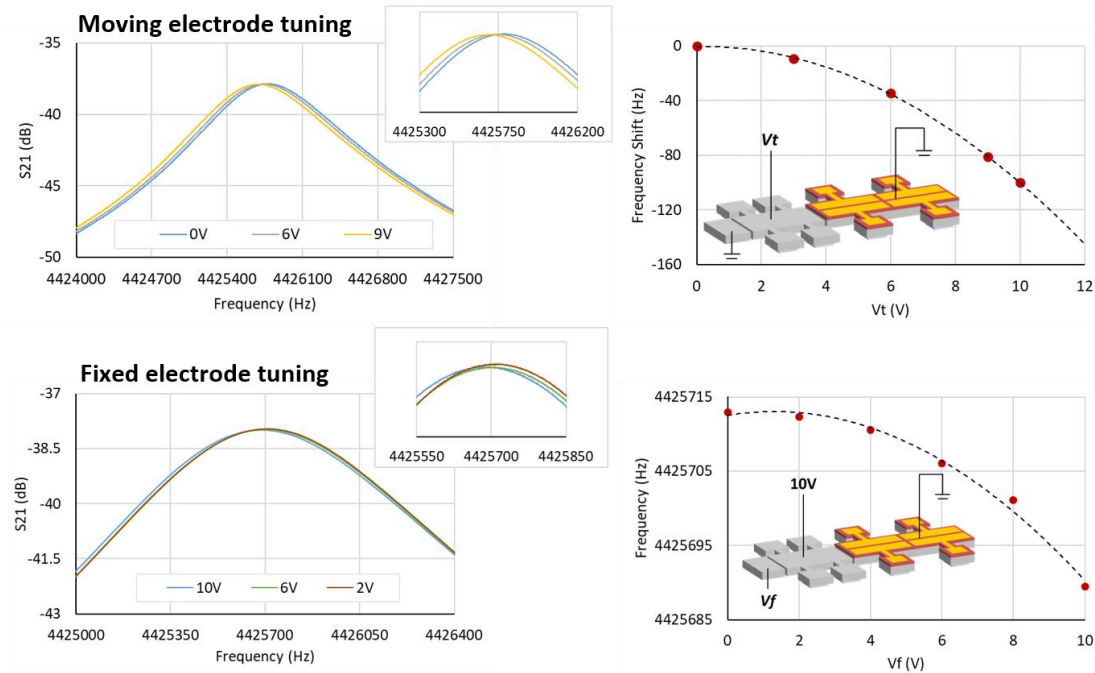 Moving electrode tuning
-35
-40
-45
-50
S21 (dB)
0V 6V 9V
4424000 4424700 4425400 4426100 4426800 4427500
Frequency (Hz)
4425300 4425750 4426200
0
-40
-80
-120
-160
Frequency Shift (Hz)
Vt
0 2 4 6 8 10 12
Vt (V)
Fixed electrode tuning
-37
-38.5
-40
-41.5
-43
S21 (dB)
10V 6V 2V
4425000 4425350 4425700 4426050 4426400
Frequency (Hz)
4425550 4425700 4425850
4425715
4425705
4425695
4425685
Frequency (Hz)
10V
Vf
0 2 4 6 8 10
Vf (V)